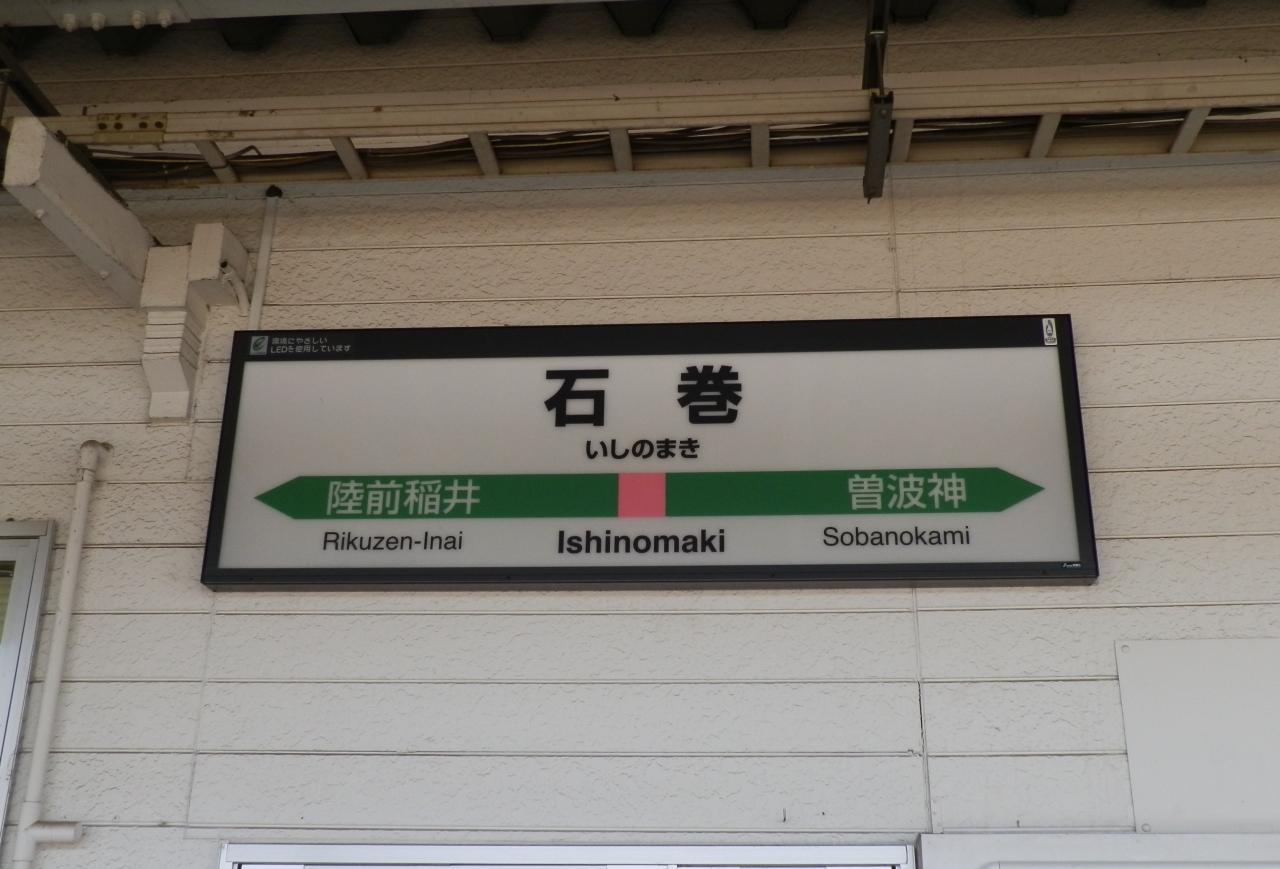 環境にやさしい
LEDを使用しています
石巻
いしのまき
陸前稲井 曽波神
Rikuzen-Inai Ishinomaki Sobanokami